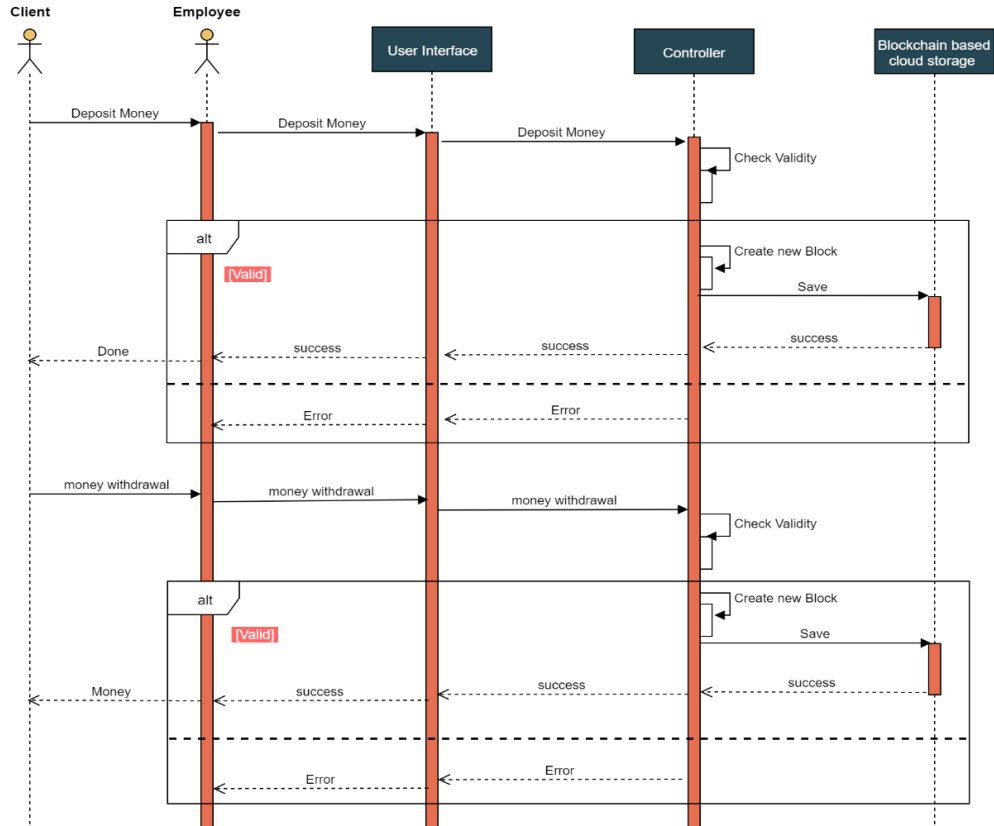 Client
Employee
User Interface
Controller
Blockchain based
cloud storage
Deposit Money
Deposit Money
Deposit Money
Check Validity
alt
Create new Block
[Valid]
Save
success
success
success
Done
Error
Error
money withdrawal
money withdrawal
money withdrawal
Check Validity
alt
Create new Block
[Valid]
Save
success
success
success
Money
Error
Error